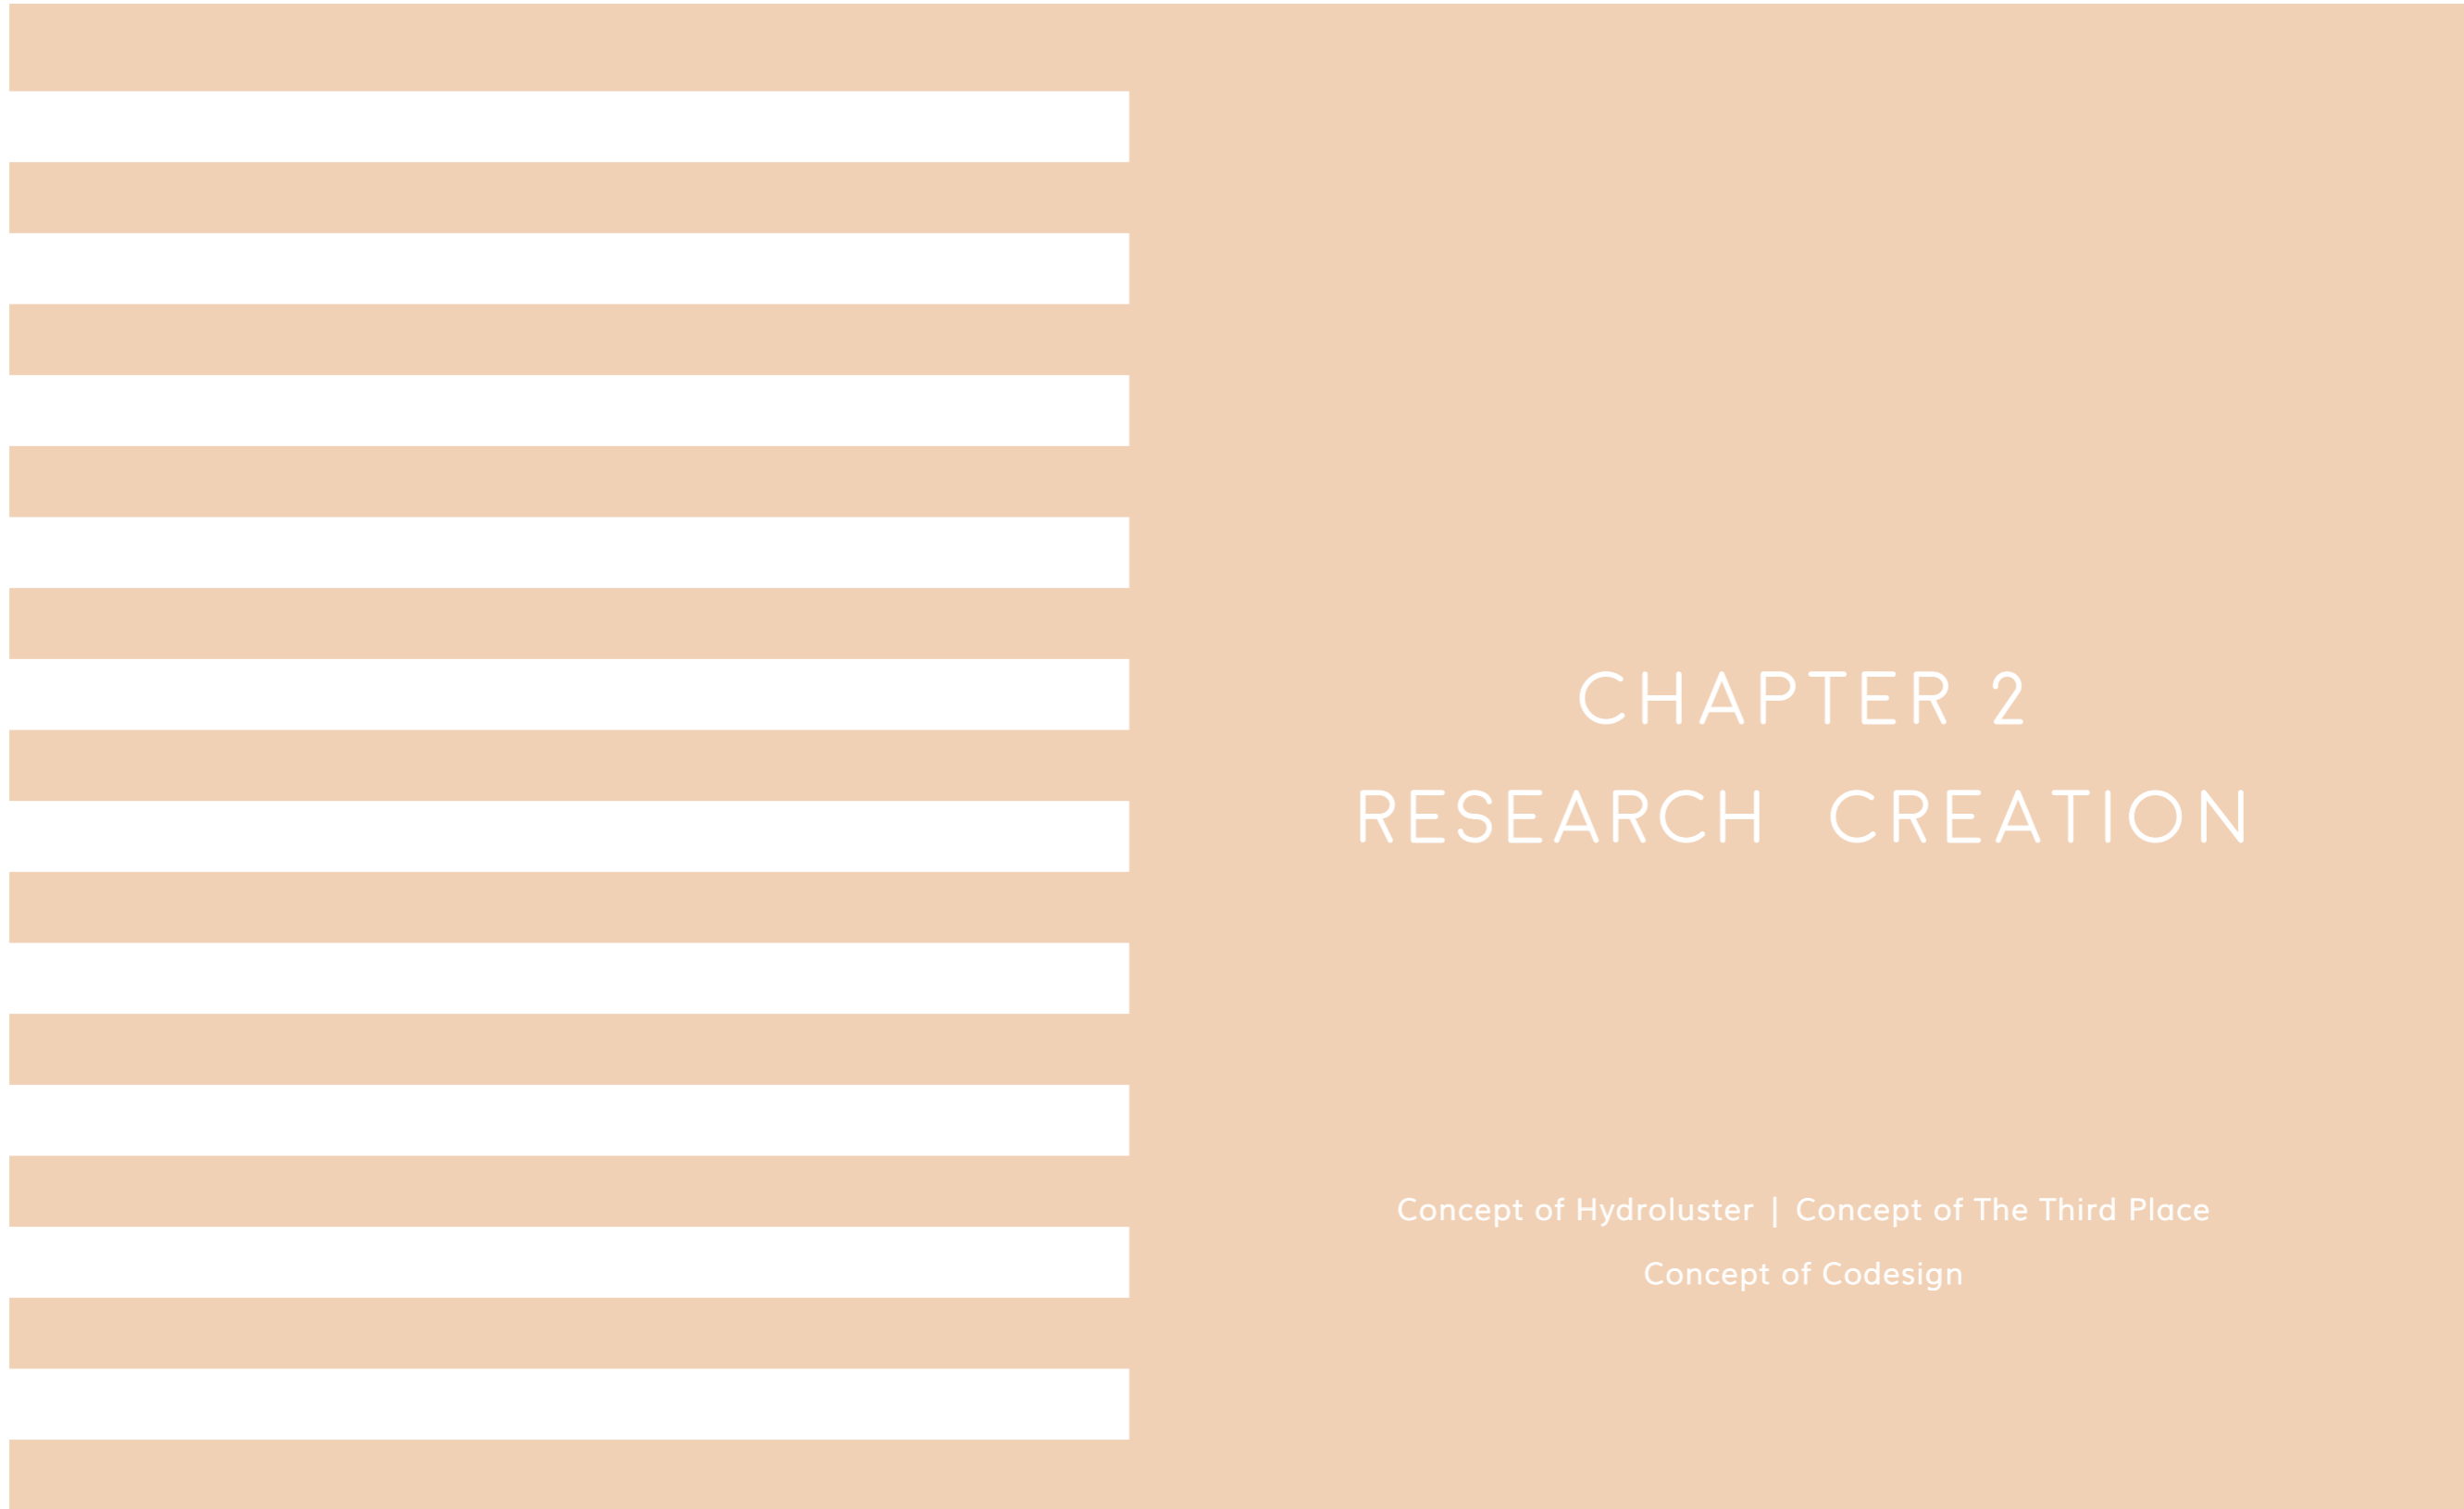 CHAPTER 2
RESEARCH CREATION
Concept of Hydroluster | Concept of The Third Place
Concept of Codesign